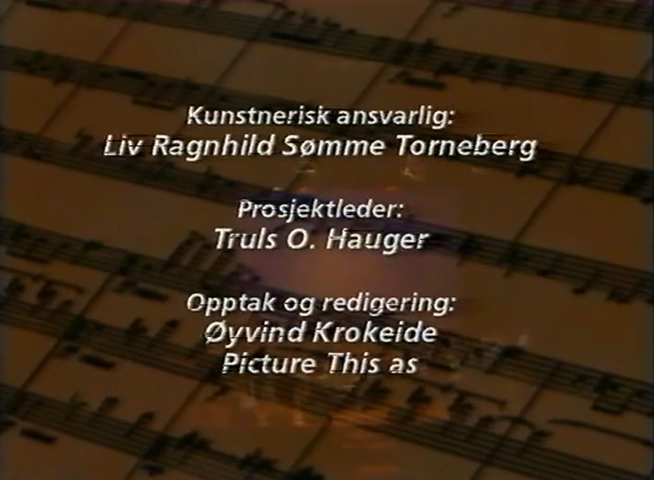 Kunstnerisk ansvarlig:
Liv Ragnhild Sømme Torneberg
Prosjektleder:
Truls O. Hauger
Opptak og redigering:
Øyvind Krokeide
Picture This as